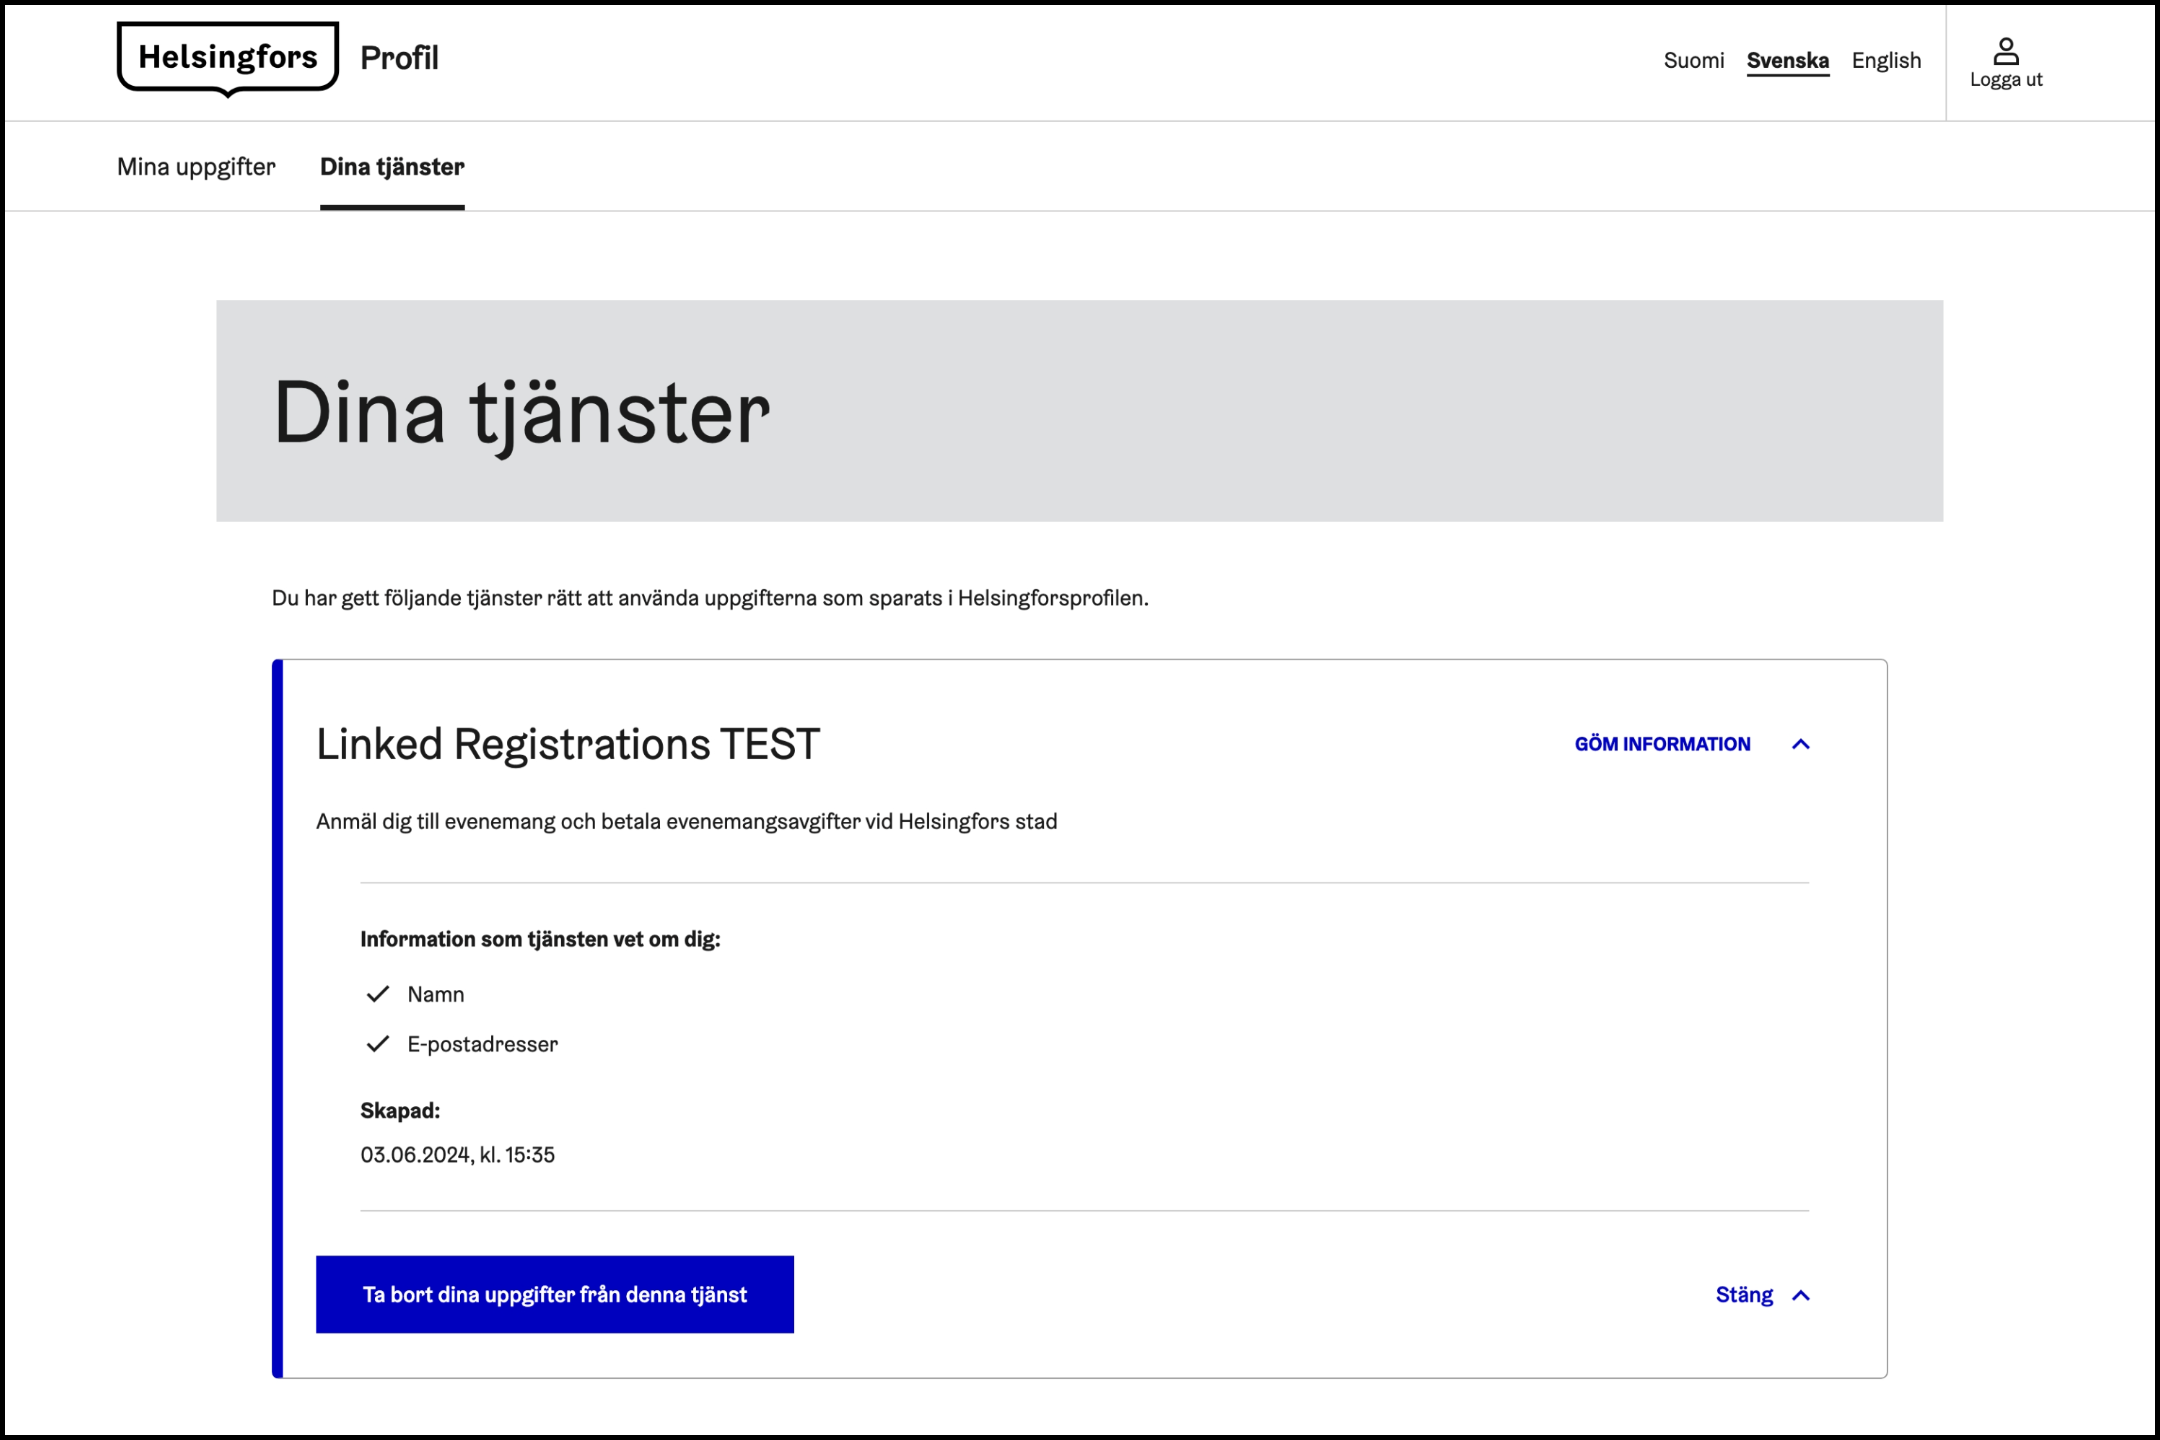 Helsingfors
Profil
Suomi
Svenska
English
Logga ut
Mina uppgifter
Dina tjänster
Dina tjänster
Du har gett följande tjänster rätt att använda uppgifterna som sparats i Helsingforsprofilen.
Linked Registrations TEST
GÖM INFORMATION
Anmäl dig till evenemang och betala evenemangsavgifter vid Helsingfors stad
Information som tjänsten vet om dig:
Namn
E-postadresser
Skapad:
03.06.2024, kl. 15:35
Ta bort dina uppgifter från denna tjänst
Stäng